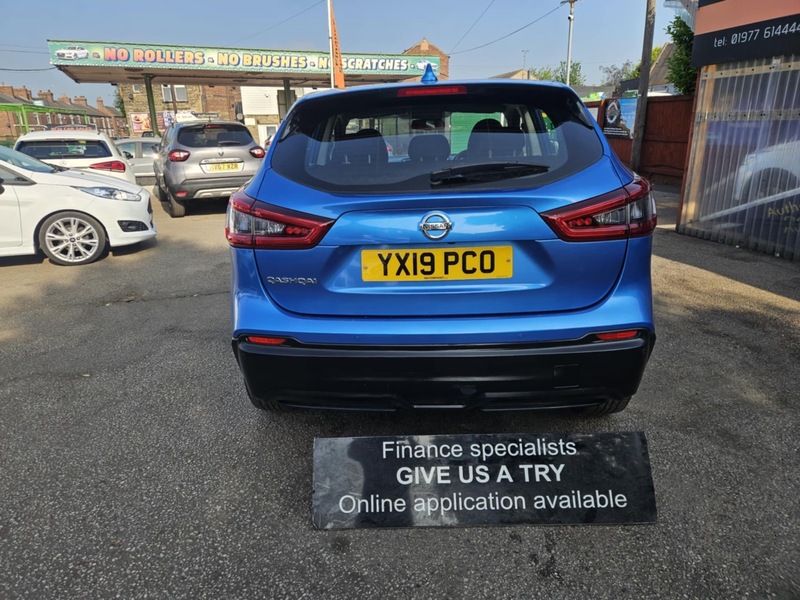 NO ROLLERS - NO BRUSHES - NO SCRATCHES
tel: 01977 614444
NISSAN
QASHQAI
YX19 PCO
Finance specialists
GIVE US A TRY
Online application available